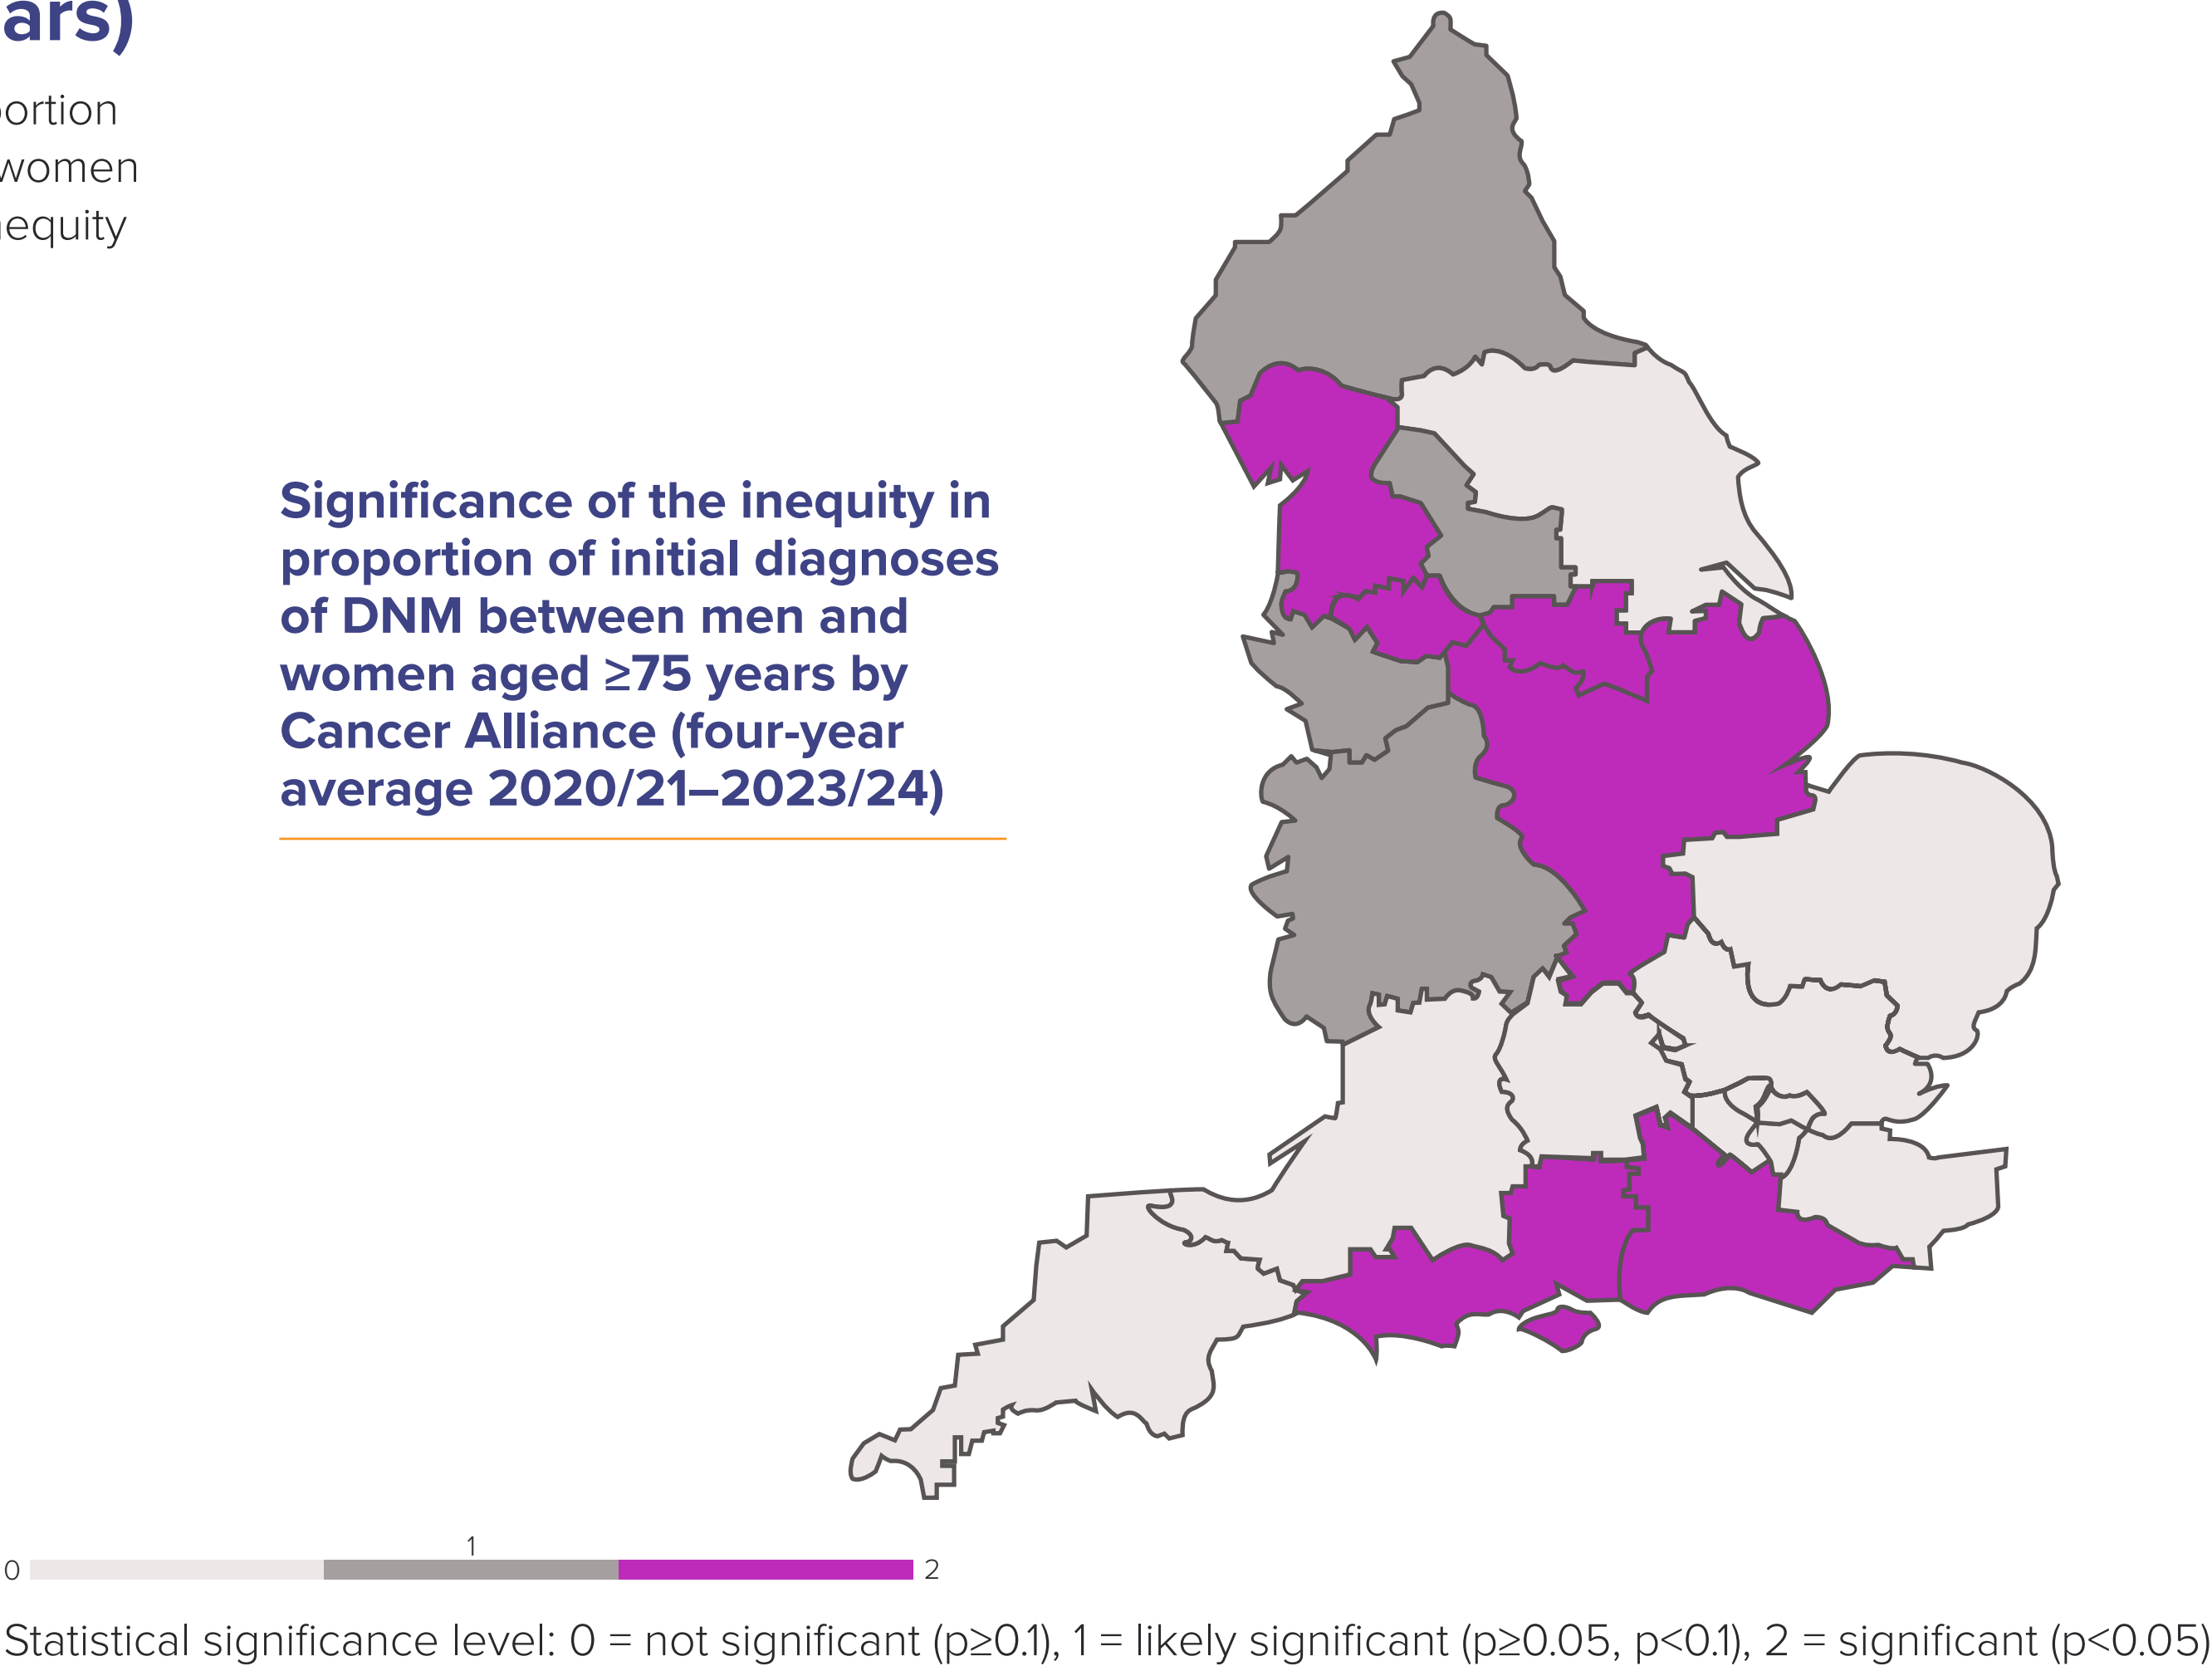 ars)
ortion
women
equity
Significance of the inequity in
proportion of initial diagnoses
of DNM between men and
women aged ≥75 years by
Cancer Alliance (four-year
average 2020/21–2023/24)
1
0
2
Statistical significance level: 0 = not significant (p≥0.1), 1 = likely significant (p≥0.05, p<0.1), 2 = significant (p<0.05)